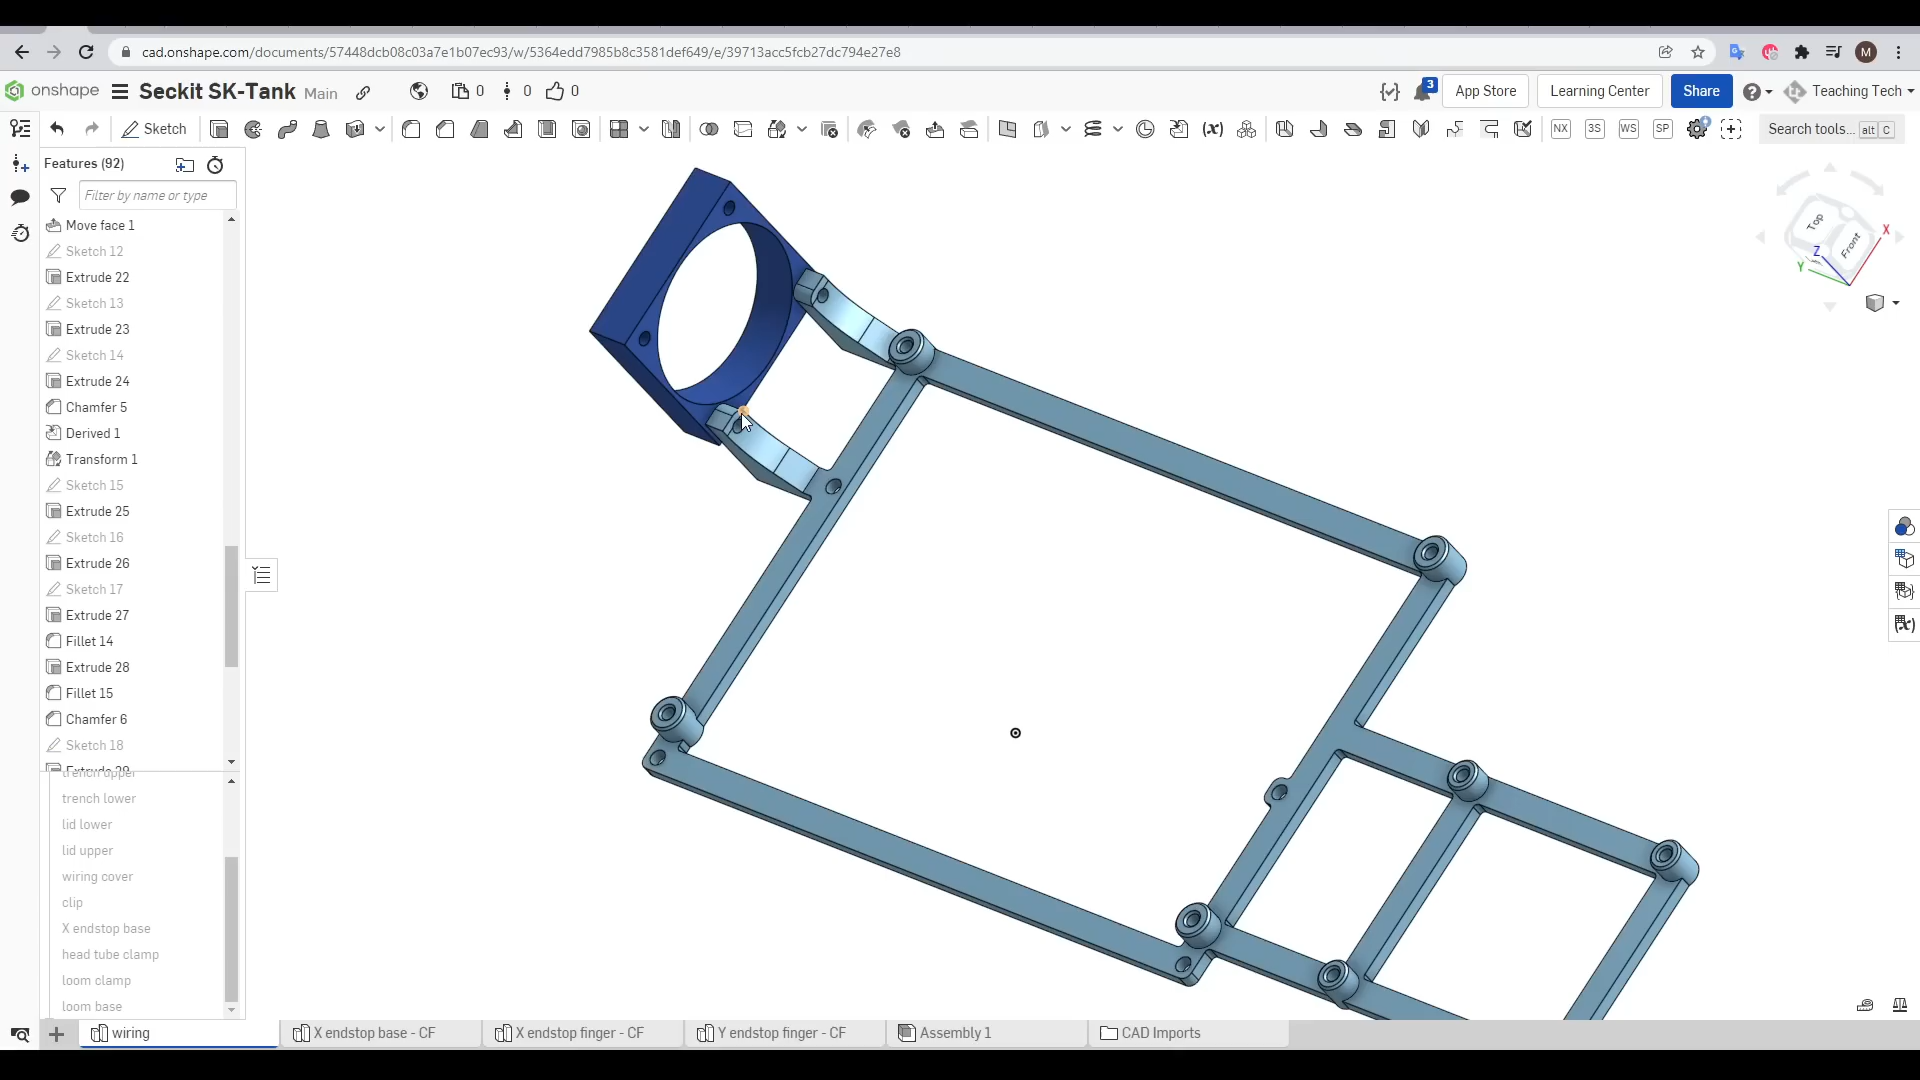 cad.onshape.com/documents/57448dcb08c03a7e1b07ec93/w/5364edd7985b8c3581def649/e/39713acc5fcb27dc794e27e8
M
onshape
Seckit SK-Tank Main
0 0 0
3
App Store
Learning Center
Share
Teaching Tech
Sketch
(x)
NX
3S
WS
SP
Search tools... alt C
Features (92)
Filter by name or type
Move face 1
Sketch 12
Extrude 22
Sketch 13
Extrude 23
Sketch 14
Extrude 24
Chamfer 5
Derived 1
Transform 1
Sketch 15
Extrude 25
Sketch 16
Extrude 26
Sketch 17
Extrude 27
Fillet 14
Extrude 28
Fillet 15
Chamfer 6
Sketch 18
Extrude 29
trench upper
trench lower
lid lower
lid upper
wiring cover
clip
X endstop base
head tube clamp
loom clamp
loom base
Top
Front
X
Z
Y
(x)
wiring
X endstop base - CF
X endstop finger - CF
Y endstop finger - CF
Assembly 1
CAD Imports